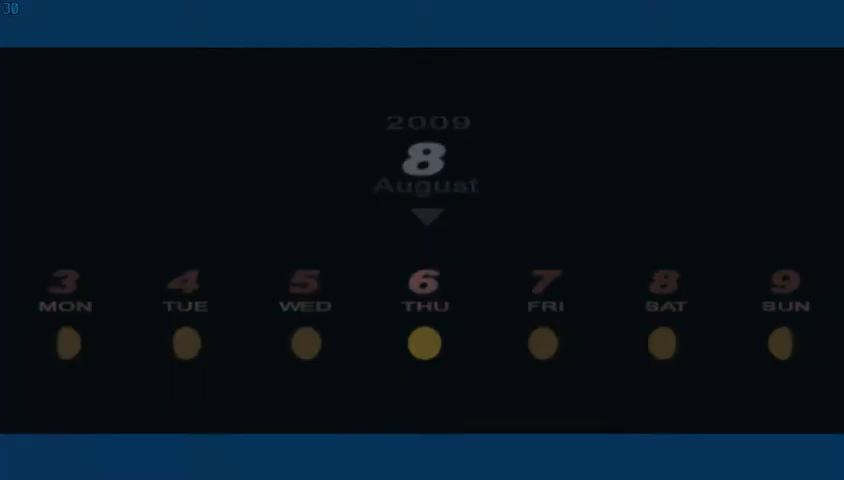 30
2009
8
August
3 4 5 6 7 8 9
MON TUE WED THU FRI SAT SUN